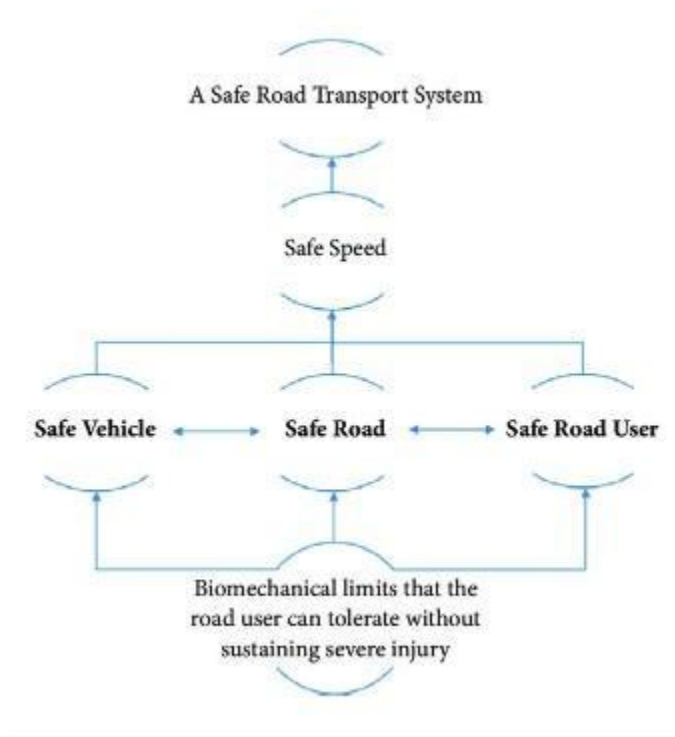 A Safe Road Transport System
Safe Speed
Safe Vehicle
Safe Road
Safe Road User
Biomechanical limits that the
road user can tolerate without
sustaining severe injury